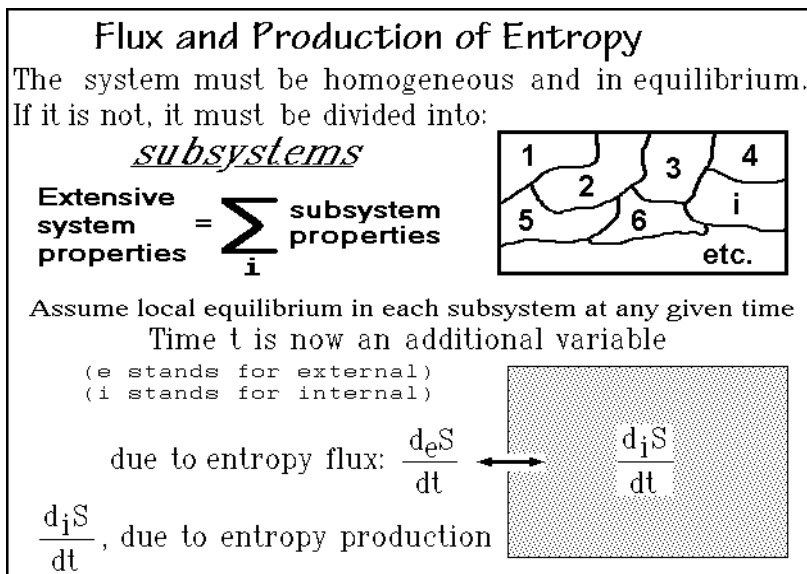 Flux and Production of Entropy
The system must be homogeneous and in equilibrium.
If it is not, it must be divided into:
subsystems
Extensive
system
properties
=
∑
i
subsystem
properties
1
2
3
4
5
6
i
etc.
Assume local equilibrium in each subsystem at any given time
Time t is now an additional variable
(e stands for external)
(i stands for internal)
due to entropy flux: deS/dt
diS/dt
diS/dt, due to entropy production